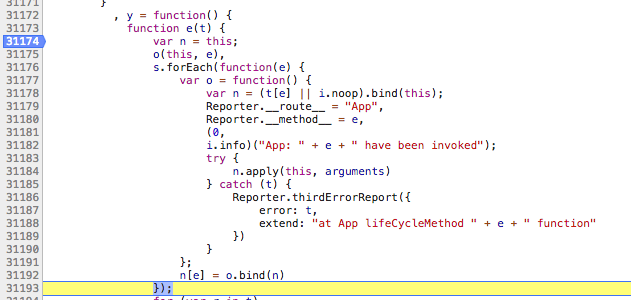 31171 }
31172 , y = function() {
31173 function e(t) {
31174 var n = this;
31175 o(this, e),
31176 s.forEach(function(e) {
31177 var o = function() {
31178 var n = (t[e] || i.noop).bind(this);
31179 Reporter.__route__ = "App",
31180 Reporter.__method__ = e,
31181 (0,
31182 i.info)("App: " + e + " have been invoked");
31183 try {
31184 n.apply(this, arguments)
31185 } catch (t) {
31186 Reporter.thirdErrorReport({
31187 error: t,
31188 extend: "at App lifeCycleMethod " + e + " function"
31189 })
31190 }
31191 };
31192 n[e] = o.bind(n)
31193 });